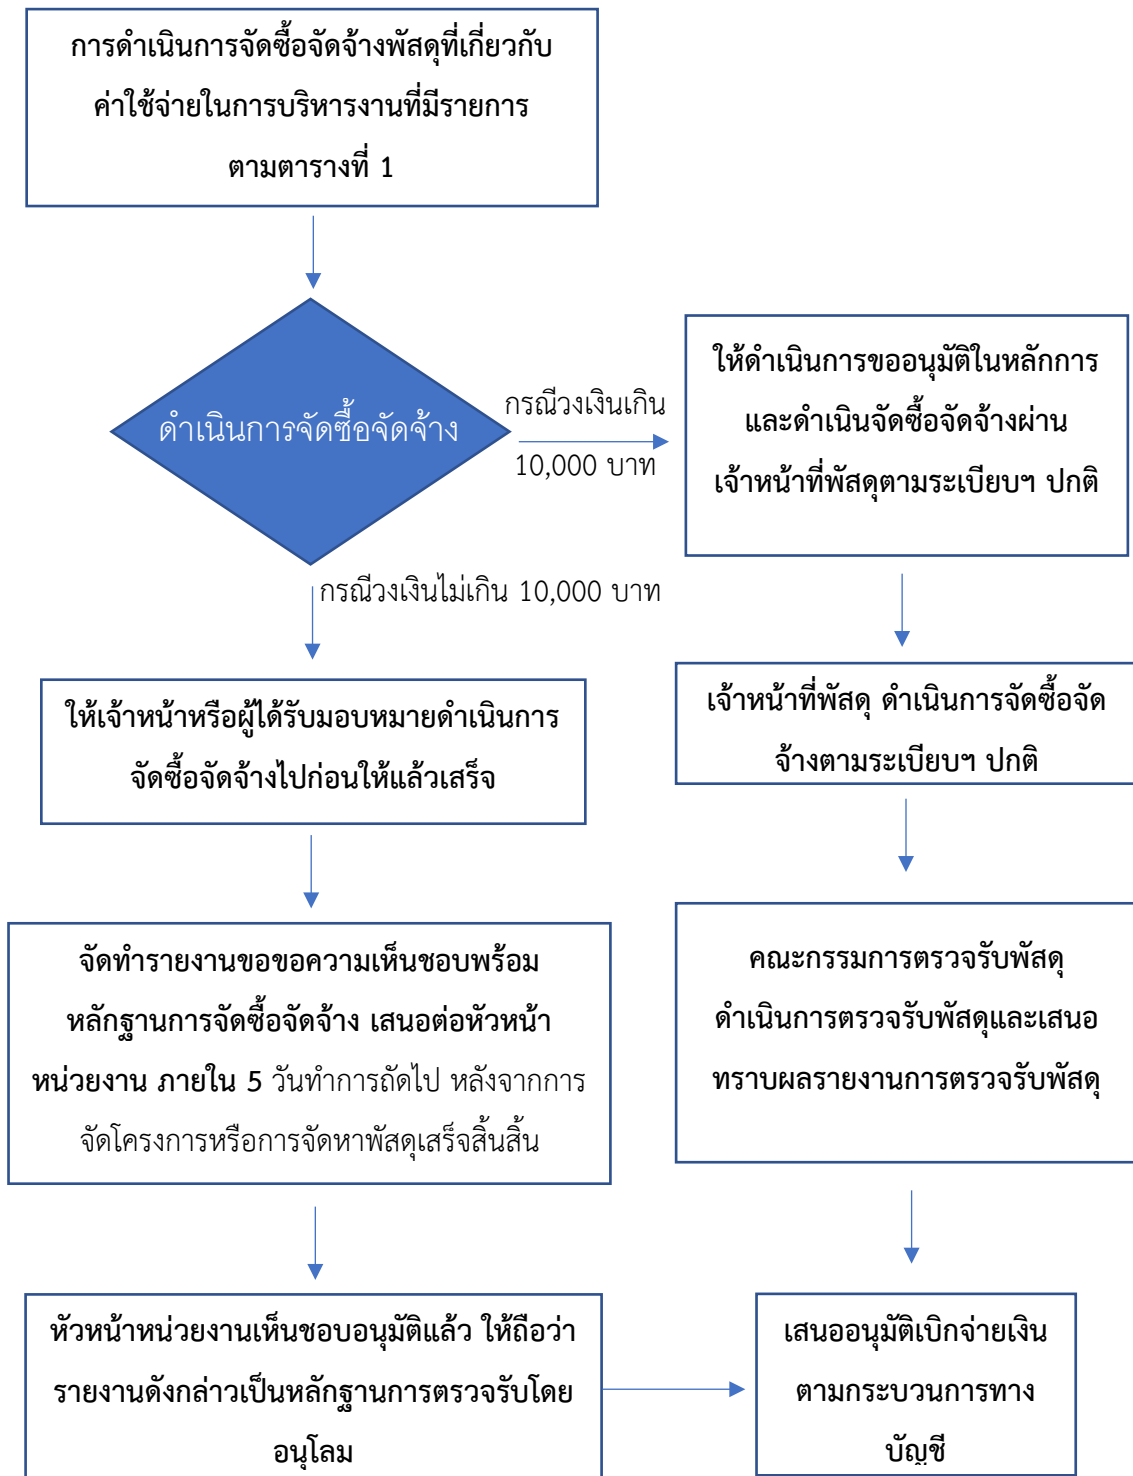 การดำเนินการจัดซื้อจัดจ้างพัสดุที่เกี่ยวกับ
ค่าใช้จ่ายในการบริหารงานที่มีรายการ
ตามตารางที่ 1
ดำเนินการจัดซื้อจัดจ้าง
กรณีวงเงินเกิน
10,000 บาท
ให้ดำเนินการขออนุมัติในหลักการ
และดำเนินจัดซื้อจัดจ้างผ่าน
เจ้าหน้าที่พัสดุตามระเบียบฯ ปกติ
กรณีวงเงินไม่เกิน 10,000 บาท
ให้เจ้าหน้าหรือผู้ได้รับมอบหมายดำเนินการ
จัดซื้อจัดจ้างไปก่อนให้แล้วเสร็จ
เจ้าหน้าที่พัสดุ ดำเนินการจัดซื้อจัด
จ้างตามระเบียบฯ ปกติ
จัดทำรายงานขอขอความเห็นชอบพร้อม
หลักฐานการจัดซื้อจัดจ้าง เสนอต่อหัวหน้า
หน่วยงาน ภายใน 5 วันทำการถัดไป หลังจากการ
จัดโครงการหรือการจัดหาพัสดุเสร็จสิ้นสิ้น
คณะกรรมการตรวจรับพัสดุ
ดำเนินการตรวจรับพัสดุและเสนอ
ทราบผลรายงานการตรวจรับพัสดุ
หัวหน้าหน่วยงานเห็นชอบอนุมัติแล้ว ให้ถือว่า
รายงานดังกล่าวเป็นหลักฐานการตรวจรับโดย
อนุโลม
เสนออนุมัติเบิกจ่ายเงิน
ตามกระบวนการทาง
บัญชี